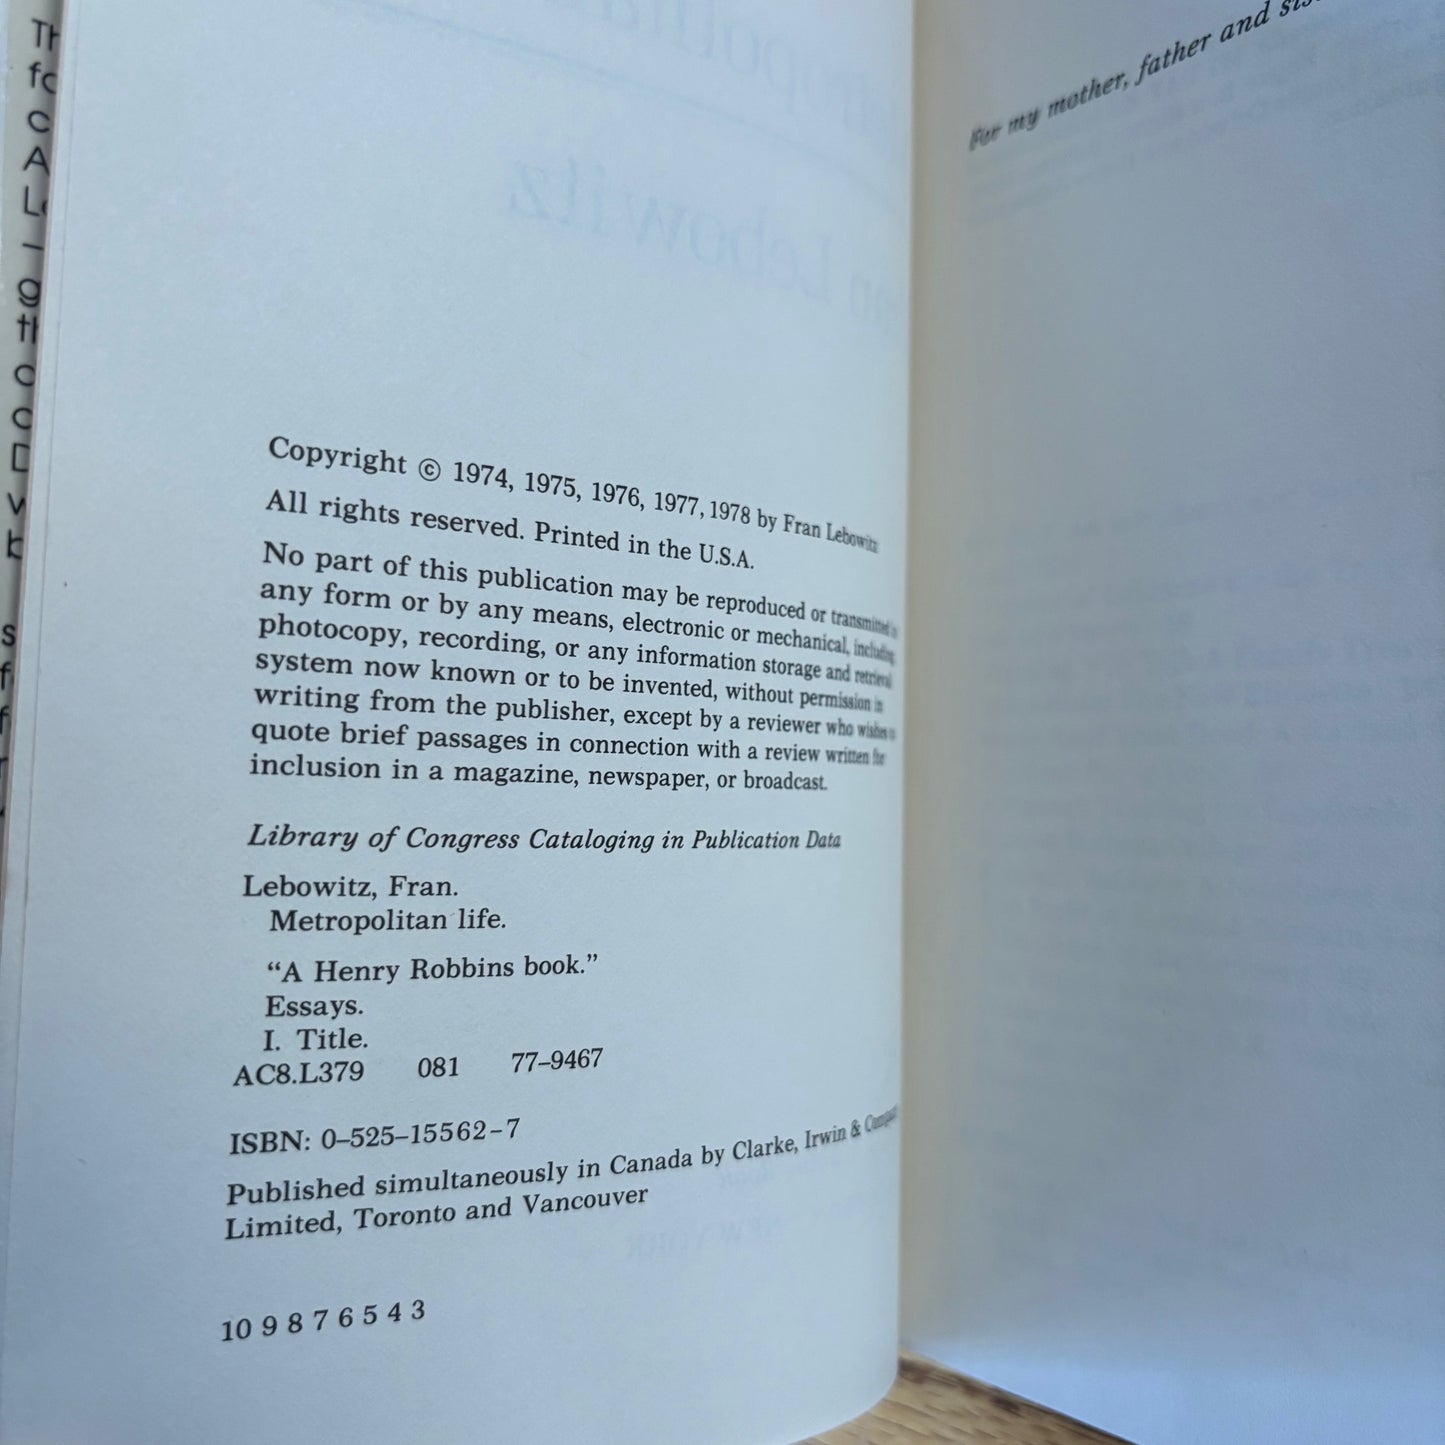 Copyright © 1974, 1975, 1976, 1977, 1978 by Fran Lebowitz
All rights reserved. Printed in the U.S.A.
No part of this publication may be reproduced or transmitted in
any form or by any means, electronic or mechanical, including
photocopy, recording, or any information storage and retrieval
system now known or to be invented, without permission in
writing from the publisher, except by a reviewer who wishes to
quote brief passages in connection with a review written for
inclusion in a magazine, newspaper, or broadcast.
Library of Congress Cataloging in Publication Data
Lebowitz, Fran.
Metropolitan life.
“A Henry Robbins book.”
Essays.
I. Title.
AC8.L379 081 77–9467
ISBN: 0–525–15562–7
Published simultaneously in Canada by Clarke, Irwin & Company
Limited, Toronto and Vancouver
10 9 8 7 6 5 4 3
For my mother, father and